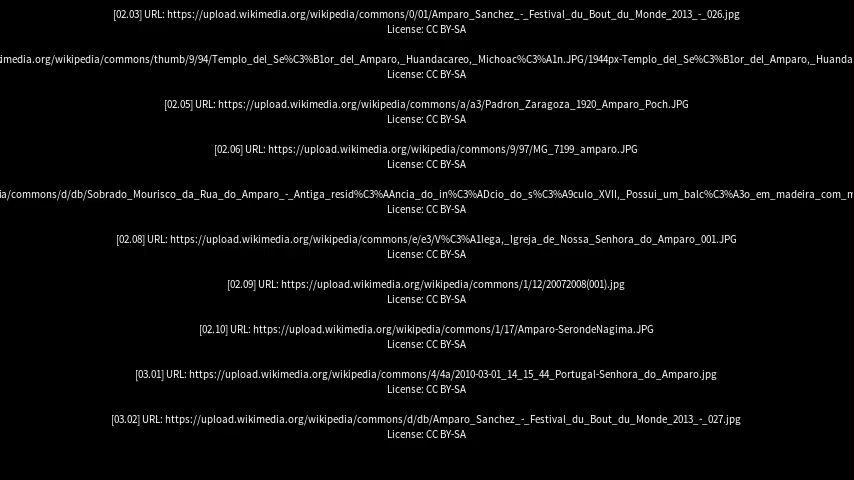 [02.03] URL: https://upload.wikimedia.org/wikipedia/commons/0/01/Amparo_Sanchez_-_Festival_du_Bout_du_Monde_2013_-_026.jpg
License: CC BY-SA
imedia.org/wikipedia/commons/thumb/9/94/Templo_del_Se%C3%B1or_del_Amparo,_Huandacareo,_Michoac%C3%A1n.JPG/1944px-Templo_del_Se%C3%B1or_del_Amparo,_Huanda
License: CC BY-SA
[02.05] URL: https://upload.wikimedia.org/wikipedia/commons/a/a3/Padron_Zaragoza_1920_Amparo_Poch.JPG
License: CC BY-SA
[02.06] URL: https://upload.wikimedia.org/wikipedia/commons/9/97/MG_7199_amparo.JPG
License: CC BY-SA
ia/commons/d/db/Sobrado_Mourisco_da_Rua_do_Amparo_-_Antiga_resid%C3%AAncia_do_in%C3%ADcio_do_s%C3%A9culo_XVII,_Possui_um_balc%C3%A3o_em_madeira_com_m
License: CC BY-SA
[02.08] URL: https://upload.wikimedia.org/wikipedia/commons/e/e3/V%C3%A1lega,_Igreja_de_Nossa_Senhora_do_Amparo_001.JPG
License: CC BY-SA
[02.09] URL: https://upload.wikimedia.org/wikipedia/commons/1/12/20072008(001).jpg
License: CC BY-SA
[02.10] URL: https://upload.wikimedia.org/wikipedia/commons/1/17/Amparo-SerondeNagima.JPG
License: CC BY-SA
[03.01] URL: https://upload.wikimedia.org/wikipedia/commons/4/4a/2010-03-01_14_15_44_Portugal-Senhora_do_Amparo.jpg
License: CC BY-SA
[03.02] URL: https://upload.wikimedia.org/wikipedia/commons/d/db/Amparo_Sanchez_-_Festival_du_Bout_du_Monde_2013_-_027.jpg
License: CC BY-SA